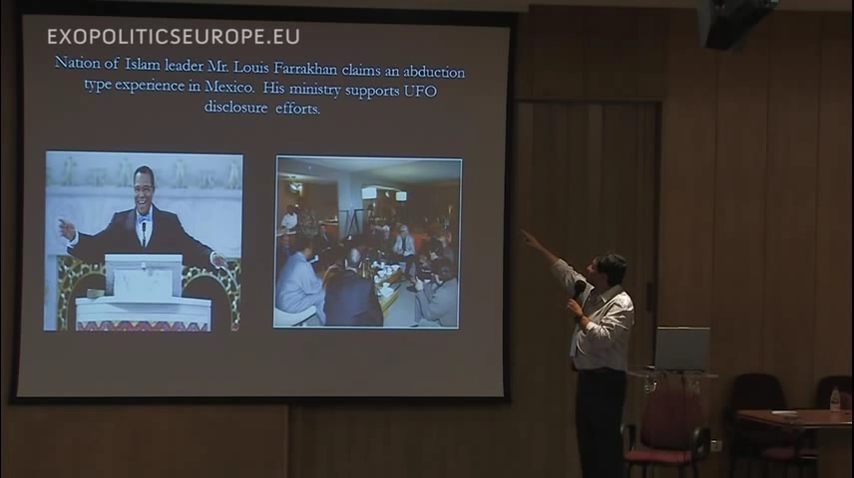 EXOPOLITICSEUROPE.EU
Nation of Islam leader Mr. Louis Farrakhan claims an abduction
type experience in Mexico. His ministry supports UFO
disclosure efforts.